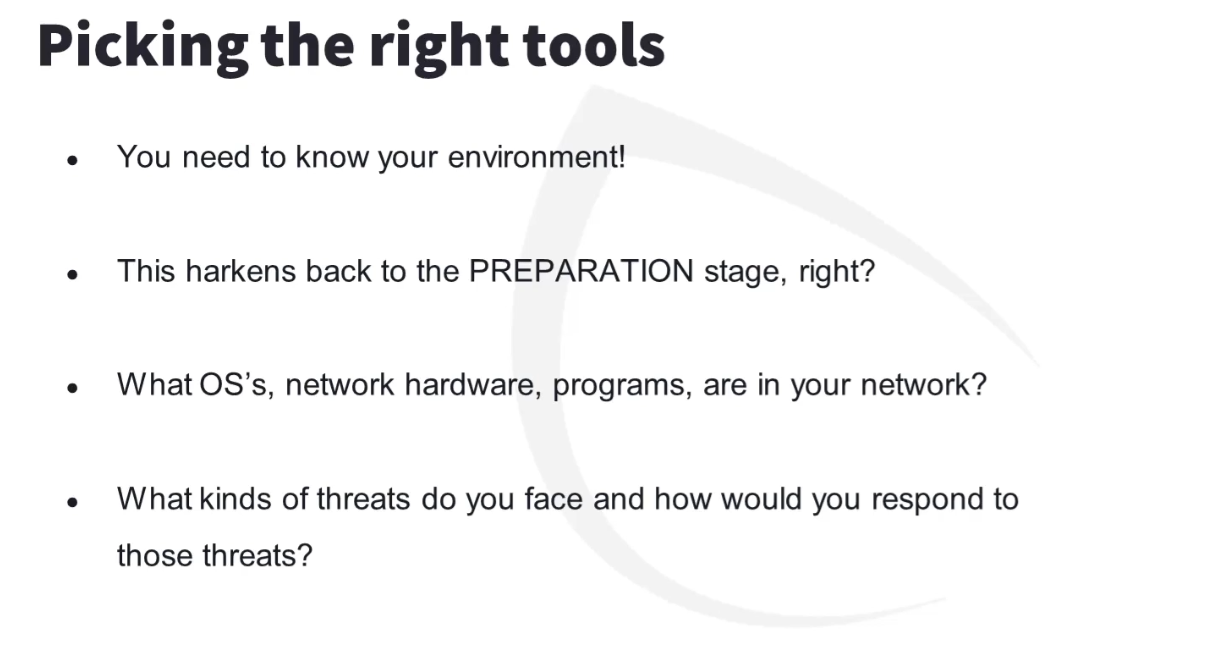 Picking the right tools
• You need to know your environment!
• This harkens back to the PREPARATION stage, right?
• What OS’s, network hardware, programs, are in your network?
• What kinds of threats do you face and how would you respond to
those threats?